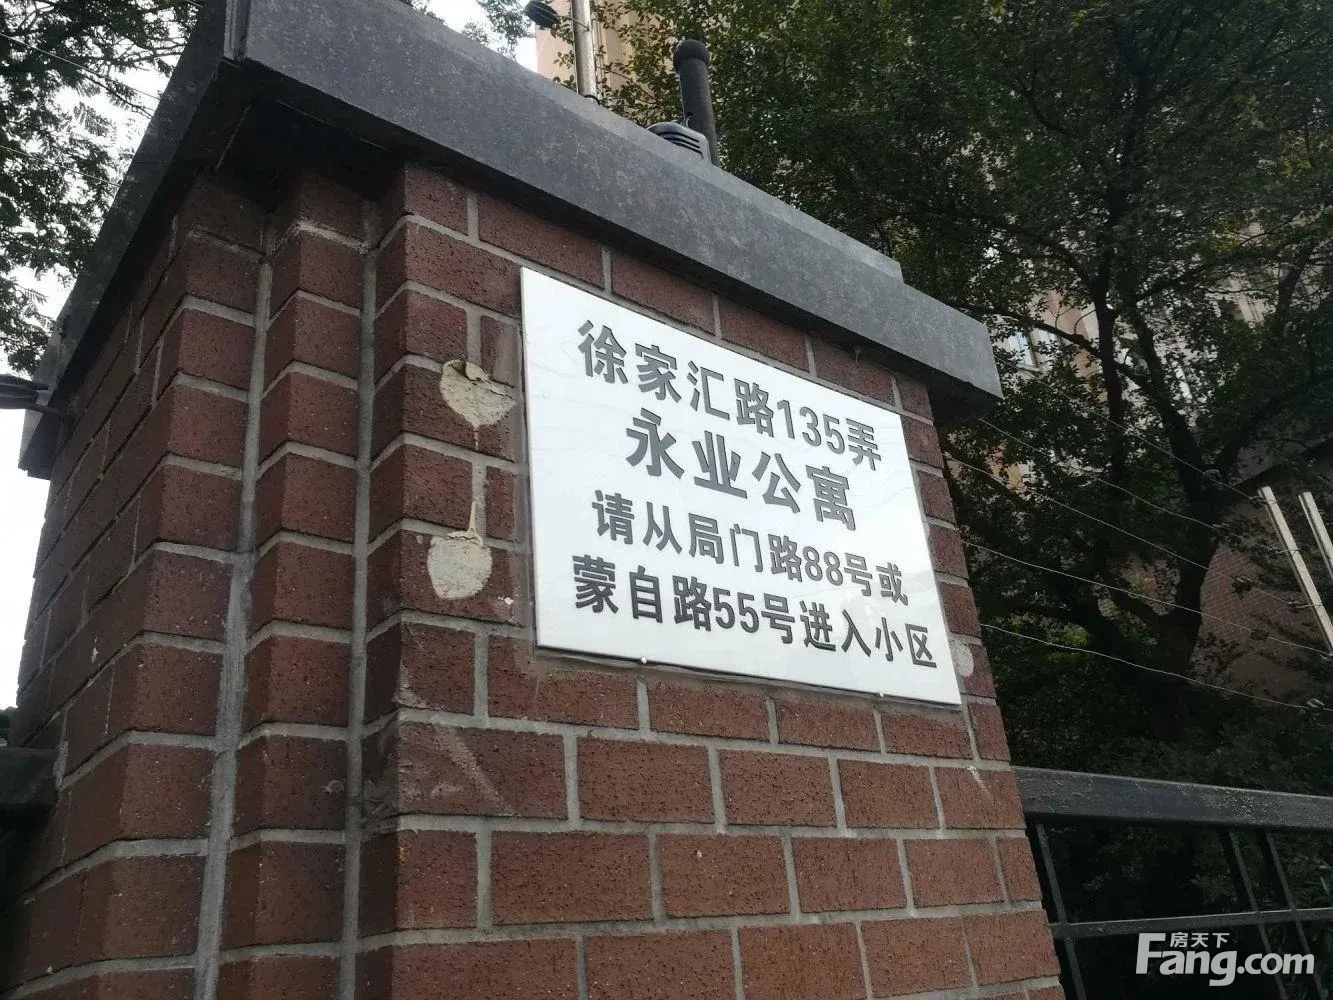 徐家汇路135弄
永业公寓
请从局门路88号或
蒙自路55号进入小区
房天下
Fang.com